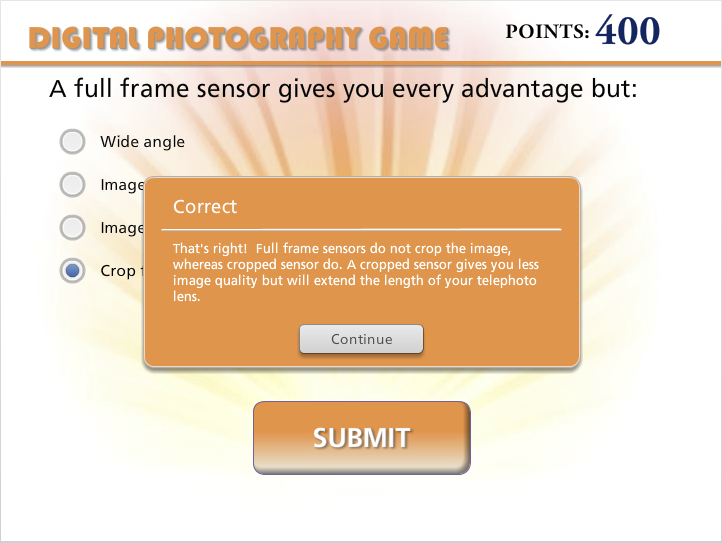 DIGITAL PHOTOGRAPHY GAME
POINTS: 400
A full frame sensor gives you every advantage but:
Wide angle
Image
Image
Crop
Correct
That's right!  Full frame sensors do not crop the image,
whereas cropped sensor do. A cropped sensor gives you less
image quality but will extend the length of your telephoto
lens.
Continue
SUBMIT